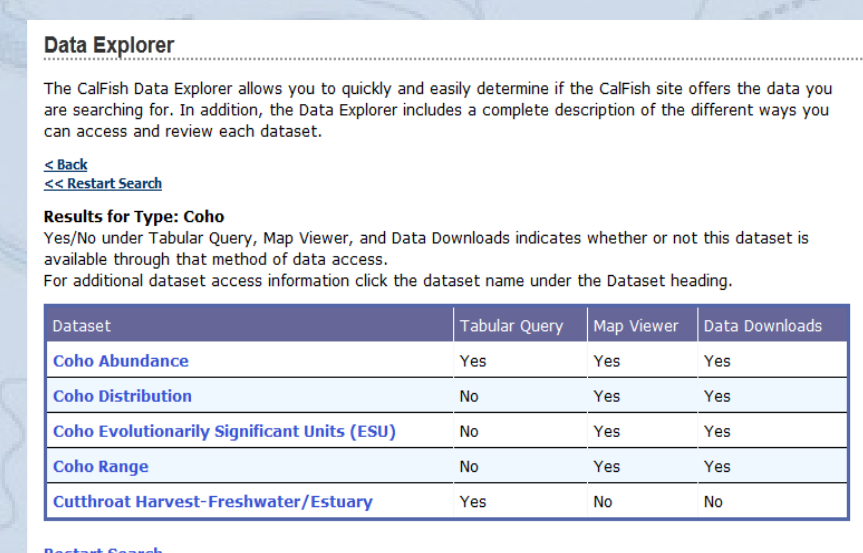 Data Explorer
The CalFish Data Explorer allows you to quickly and easily determine if the CalFish site offers the data you
are searching for. In addition, the Data Explorer includes a complete description of the different ways you
can access and review each dataset.
< Back
<< Restart Search
Results for Type: Coho
Yes/No under Tabular Query, Map Viewer, and Data Downloads indicates whether or not this dataset is
available through that method of data access.
For additional dataset access information click the dataset name under the Dataset heading.
Dataset Tabular Query Map Viewer Data Downloads
Coho Abundance Yes Yes Yes
Coho Distribution No Yes Yes
Coho Evolutionarily Significant Units (ESU) No Yes Yes
Coho Range No Yes Yes
Cutthroat Harvest-Freshwater/Estuary Yes No No
Restart Search